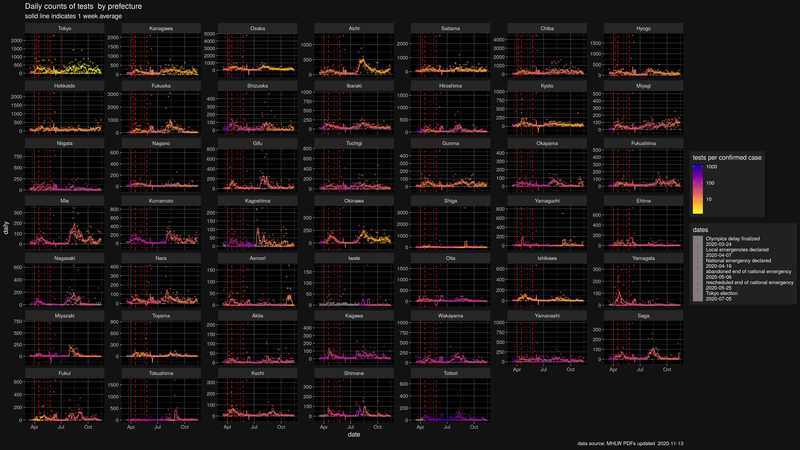 Daily counts of tests by prefecture
solid line indicates 1 week average
Tokyo
Kanagawa
Osaka
Aichi
Saitama
Chiba
Hyogo
Hokkaido
Fukuoka
Shizuoka
Ibaraki
Hiroshima
Kyoto
Miyagi
Niigata
Nagano
Gifu
Tochigi
Gunma
Okayama
Fukushima
Mie
Kumamoto
Kagoshima
Okinawa
Shiga
Yamaguchi
Ehime
Nagasaki
Nara
Aomori
Iwate
Oita
Ishikawa
Yamagata
Miyazaki
Toyama
Akita
Kagawa
Wakayama
Yamanashi
Saga
Fukui
Tokushima
Kochi
Shimane
Tottori
daily
Apr Jul Oct
Apr Jul Oct
Apr Jul Oct
Apr Jul Oct
Apr Jul Oct
Apr Jul Oct
Apr Jul Oct
date
tests per confirmed case
1000
100
10
dates
Olympics delay finalized
2020-03-24
Local emergencies declared
2020-04-07
National emergency declared
2020-04-16
abandoned end of national emergency
2020-05-06
rescheduled end of national emergency
2020-05-25
Tokyo election
2020-07-05
data source: MHLW PDFs updated 2020-11-13